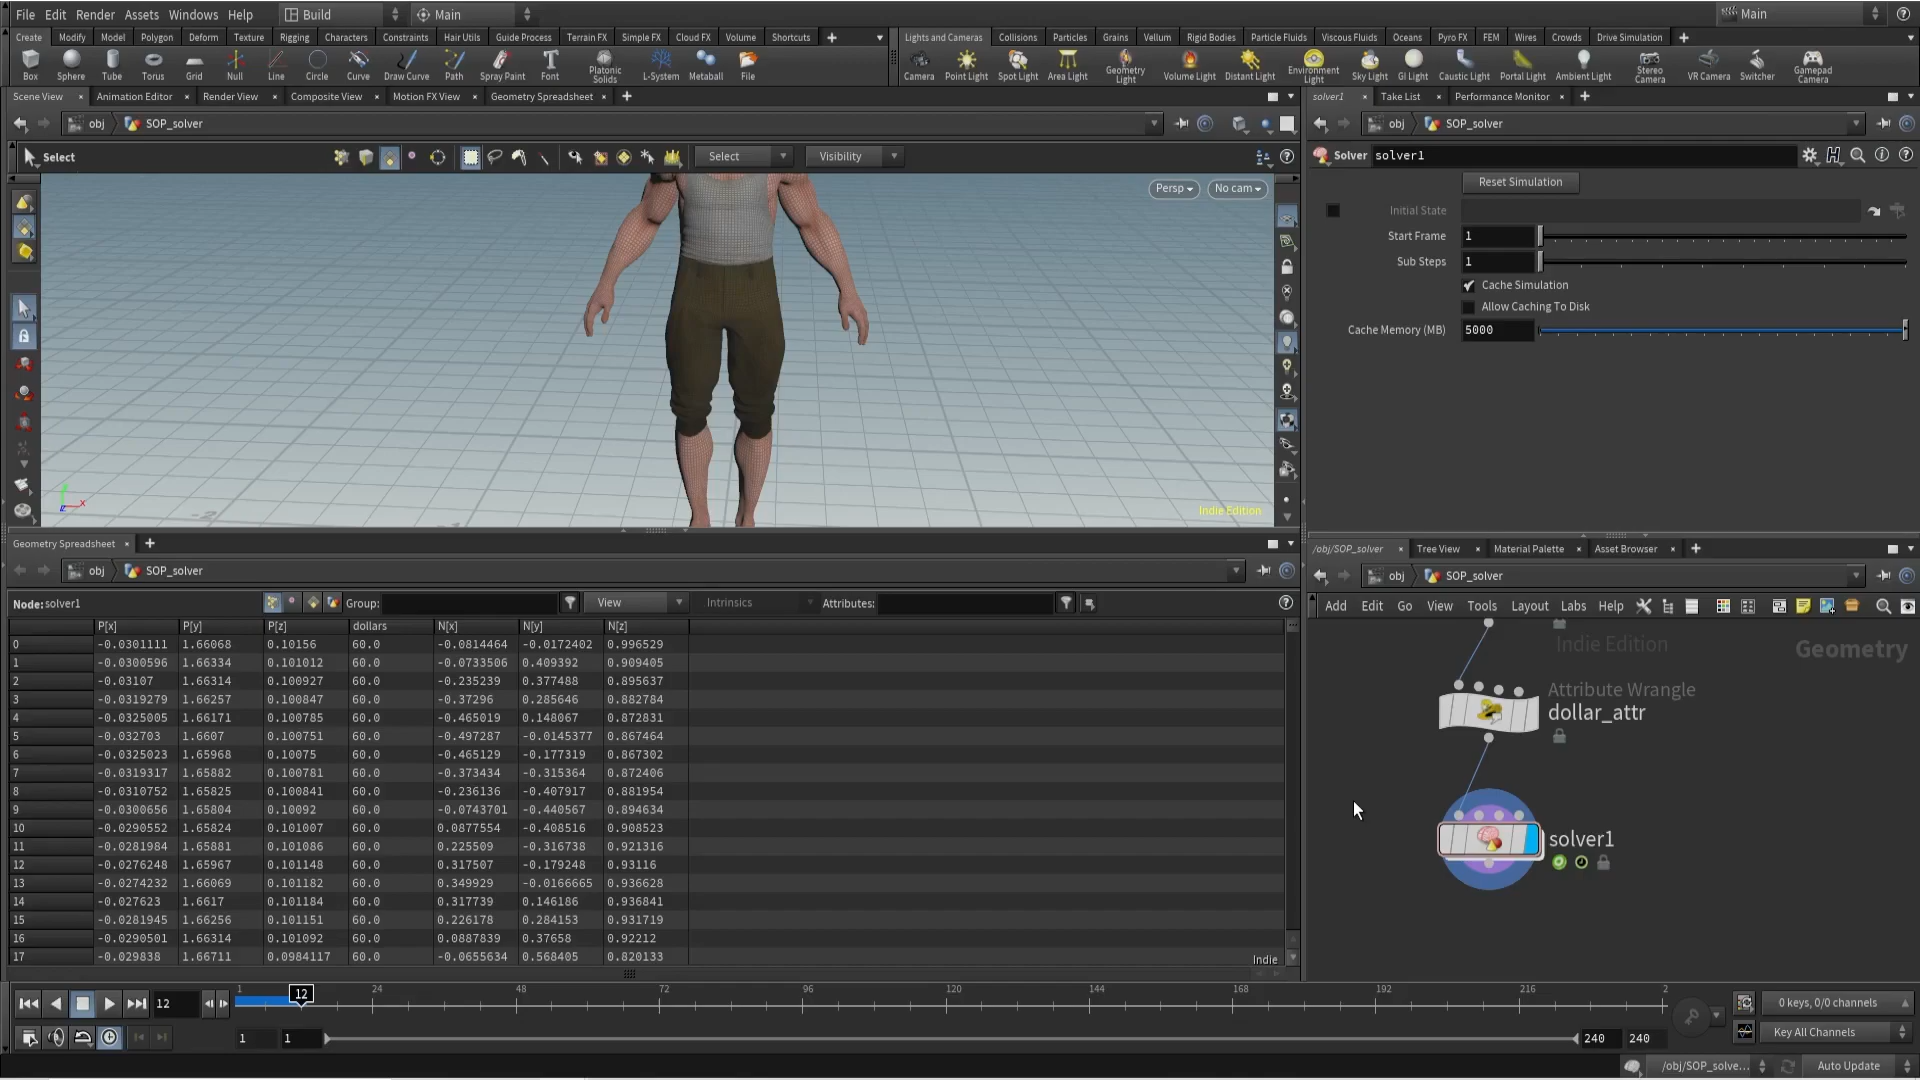 File Edit Render Assets Windows Help Build Main Main
Create Modify Model Polygon Deform Texture Rigging Characters Constraints Hair Utils Guide Process Terrain FX Simple FX Cloud FX Volume Shortcuts
Lights and Cameras Collisions Particles Grains Vellum Rigid Bodies Particle Fluids Viscous Fluids Oceans Pyro FX FEM Wires Crowds Drive Simulation
Box Sphere Tube Torus Grid Null Line Circle Curve Draw Curve Path Spray Paint Font Platonic Solids L-System Metaball File
Camera Point Light Spot Light Area Light Geometry Light Volume Light Distant Light Environment Light Sky Light GI Light Caustic Light Portal Light Ambient Light Stereo Camera VR Camera Switcher Gamepad Camera
Scene View Animation Editor Render View Composite View Motion FX View Geometry Spreadsheet
obj SOP_solver
Select Select Visibility
Persp No cam
Indie Edition
-2
solver1 Take List Performance Monitor
obj SOP_solver
Solver solver1
Reset Simulation
Initial State
Start Frame 1
Sub Steps 1
Cache Simulation
Allow Caching To Disk
Cache Memory (MB) 5000
Geometry Spreadsheet
obj SOP_solver
Node:solver1 Group: View Intrinsics Attributes:
P[x] P[y] P[z] dollars N[x] N[y] N[z]
0 -0.0301111 1.66068 0.10156 60.0 -0.0814464 -0.0172402 0.996529
1 -0.0300596 1.66334 0.101012 60.0 -0.0733506 0.409392 0.909405
2 -0.03107 1.66314 0.100927 60.0 -0.235239 0.377488 0.895637
3 -0.0319279 1.66257 0.100847 60.0 -0.37296 0.285646 0.882784
4 -0.0325005 1.66171 0.100785 60.0 -0.465019 0.148067 0.872831
5 -0.032703 1.6607 0.100751 60.0 -0.497287 -0.0145377 0.867464
6 -0.0325023 1.65968 0.10075 60.0 -0.465129 -0.177319 0.867302
7 -0.0319317 1.65882 0.100781 60.0 -0.373434 -0.315364 0.872406
8 -0.0310752 1.65825 0.100841 60.0 -0.236136 -0.407917 0.881954
9 -0.0300656 1.65804 0.10092 60.0 -0.0743701 -0.440567 0.894634
10 -0.0290552 1.65824 0.101007 60.0 0.0877554 -0.408516 0.908523
11 -0.0281984 1.65881 0.101086 60.0 0.225509 -0.316738 0.921316
12 -0.0276248 1.65967 0.101148 60.0 0.317507 -0.179248 0.93116
13 -0.0274232 1.66069 0.101182 60.0 0.349929 -0.0166665 0.936628
14 -0.027623 1.6617 0.101184 60.0 0.317739 0.146186 0.936841
15 -0.0281945 1.66256 0.101151 60.0 0.226178 0.284153 0.931719
16 -0.0290501 1.66314 0.101092 60.0 0.0887839 0.37658 0.92212
17 -0.029838 1.66711 0.0984117 60.0 -0.0655634 0.568405 0.820133
Indie
/obj/SOP_solver Tree View Material Palette Asset Browser
obj SOP_solver
Add Edit Go View Tools Layout Labs Help
Indie Edition Geometry
Attribute Wrangle
dollar_attr
solver1
12 1 12 24 48 72 96 120 144 168 192 216 2
0 keys, 0/0 channels
1 1 240 240 Key All Channels
/obj/SOP_solve... Auto Update